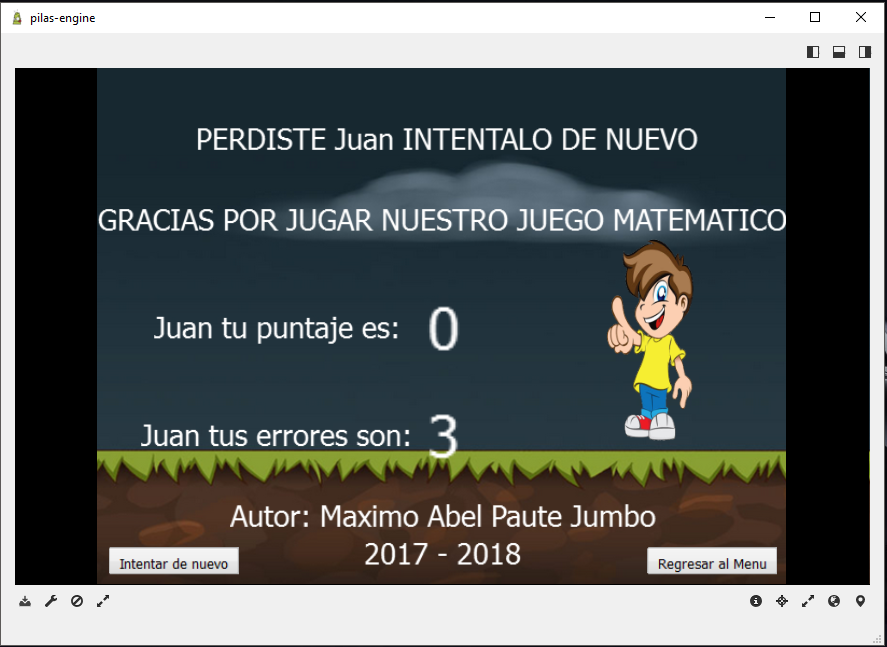 pilas-engine
PERDISTE Juan INTENTALO DE NUEVO
GRACIAS POR JUGAR NUESTRO JUEGO MATEMATICO
Juan tu puntaje es: 0
Juan tus errores son: 3
Autor: Maximo Abel Paute Jumbo
2017 - 2018
Intentar de nuevo
Regresar al Menu